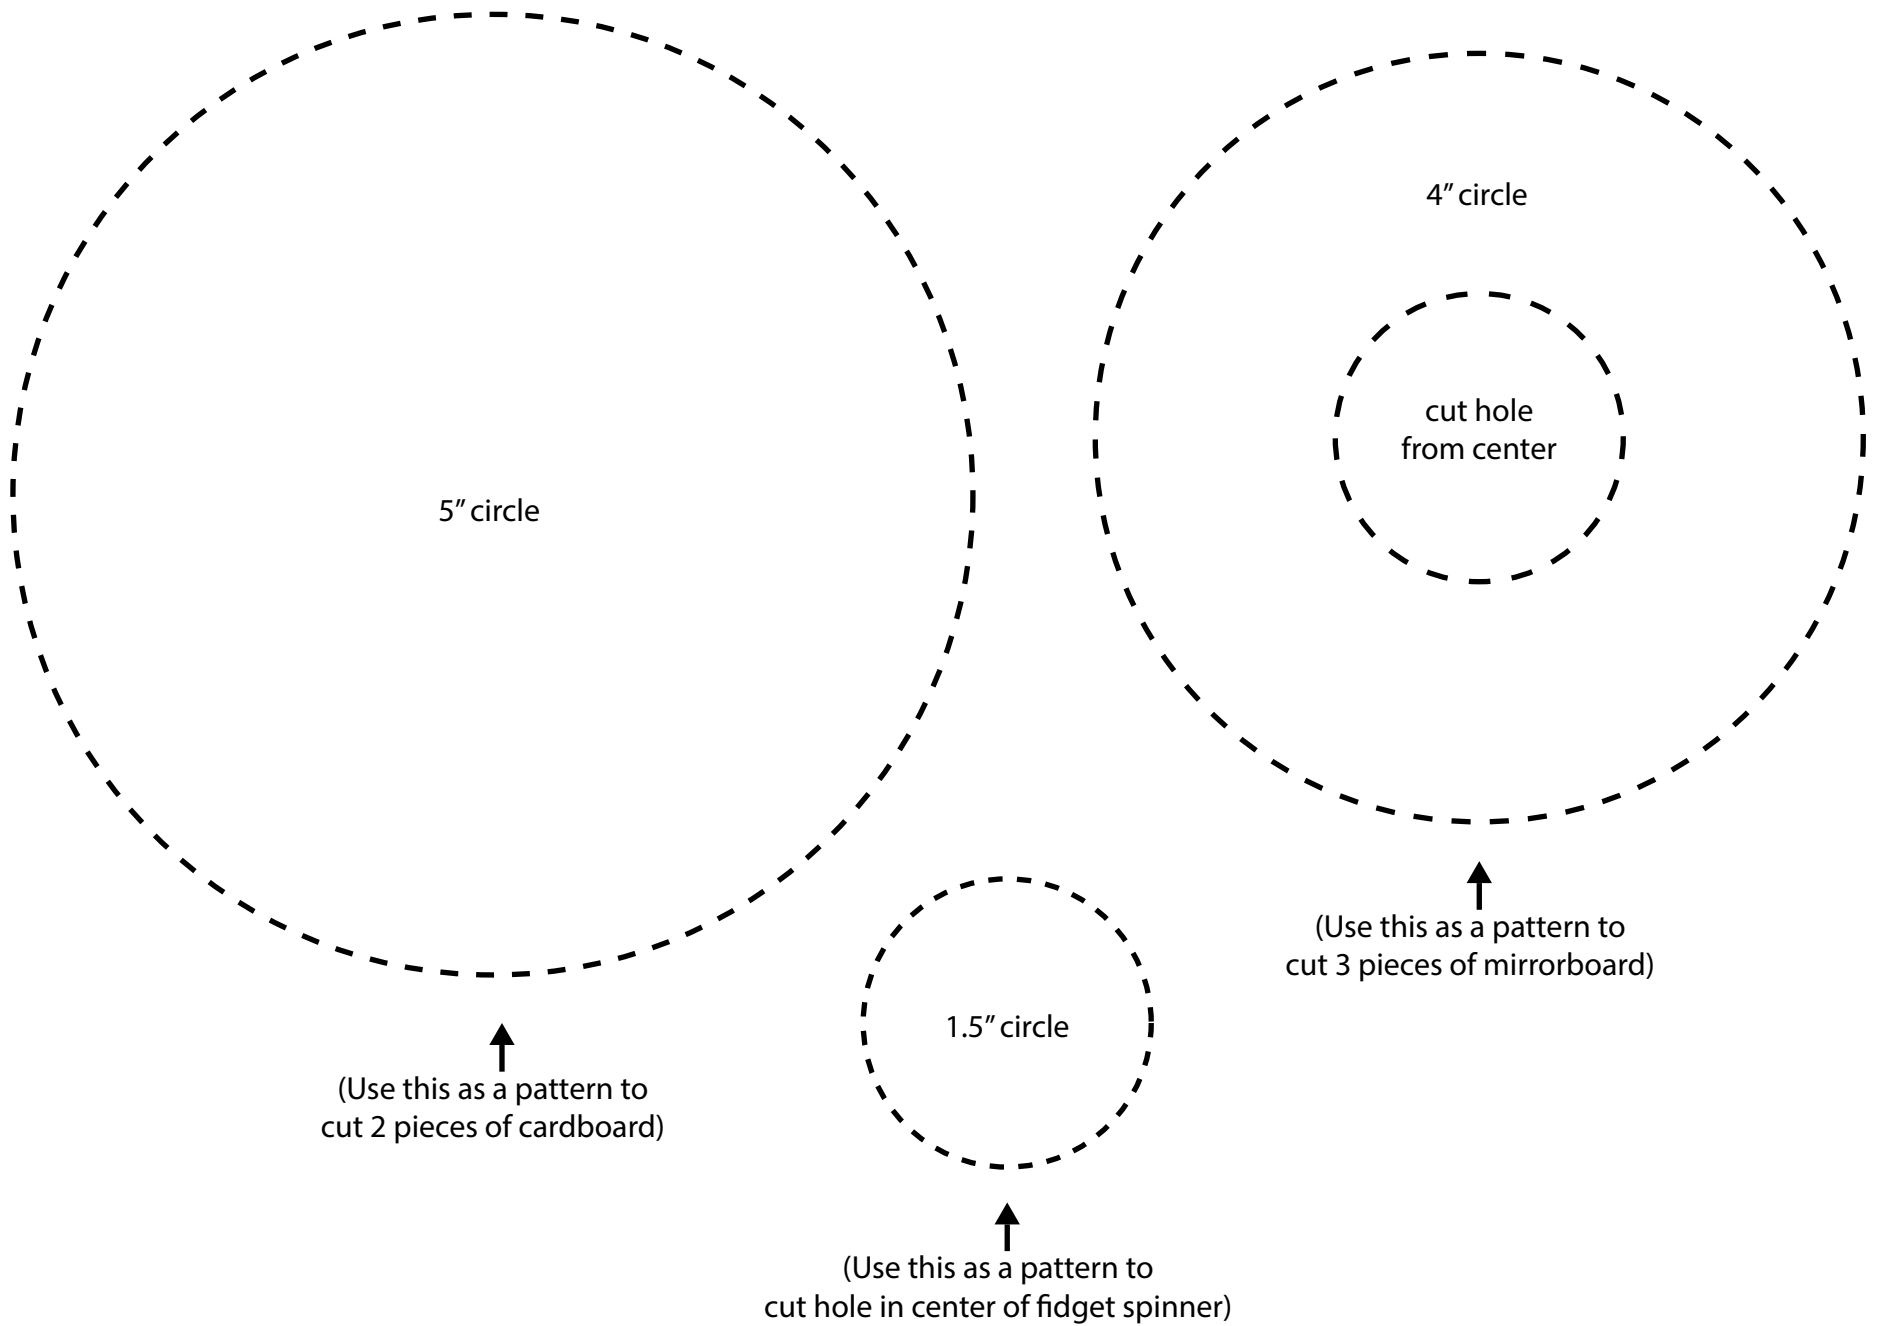 5” circle
(Use this as a pattern to
cut 2 pieces of cardboard)
4” circle
cut hole
from center
(Use this as a pattern to
cut 3 pieces of mirrorboard)
1.5” circle
(Use this as a pattern to
cut hole in center of fidget spinner)